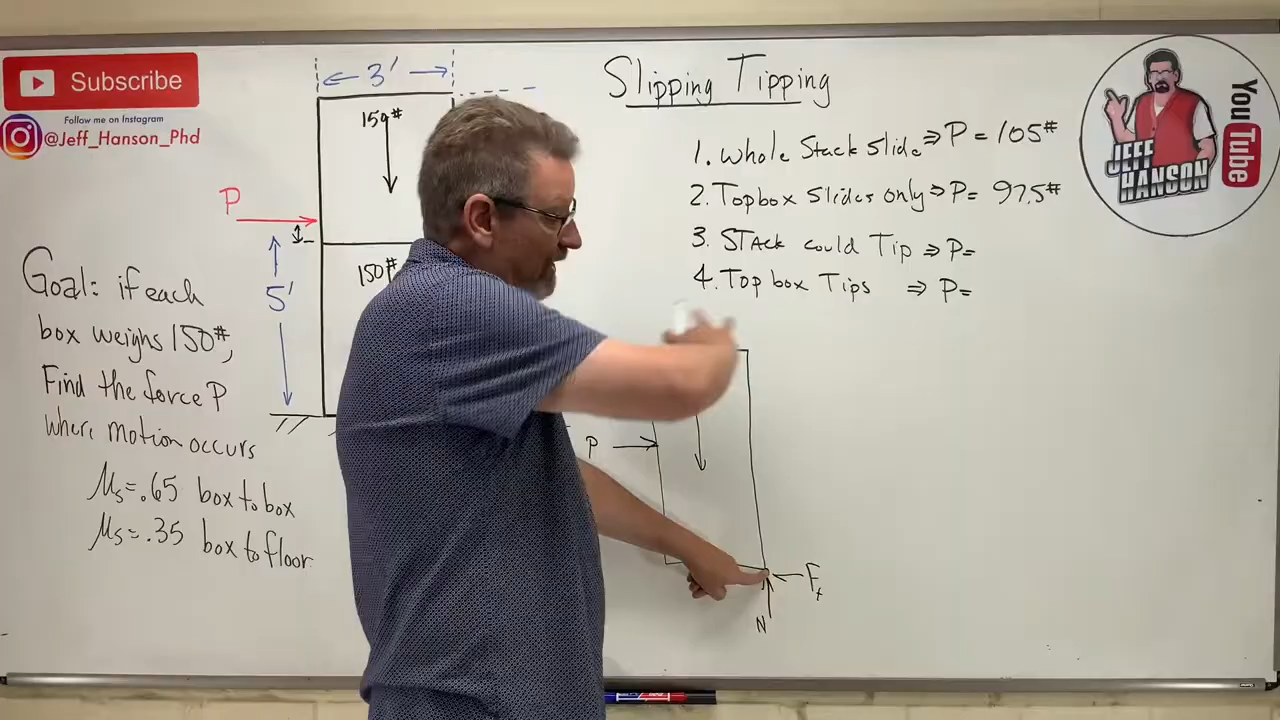 Subscribe
Follow me on Instagram
@Jeff_Hanson_Phd
3'
150#
P
5'
150#
Goal: if each
box weighs 150#,
Find the force P
where motion occurs
μs=.65 box to box
μs=.35 box to floor
Slipping Tipping
1. Whole Stack slide ⇒ P = 105#
2. Top box slides only ⇒ P= 97.5#
3. STAck could Tip ⇒ P=
4. Top box Tips ⇒ P=
P
Ff
N
JEFF
HANSON
YouTube